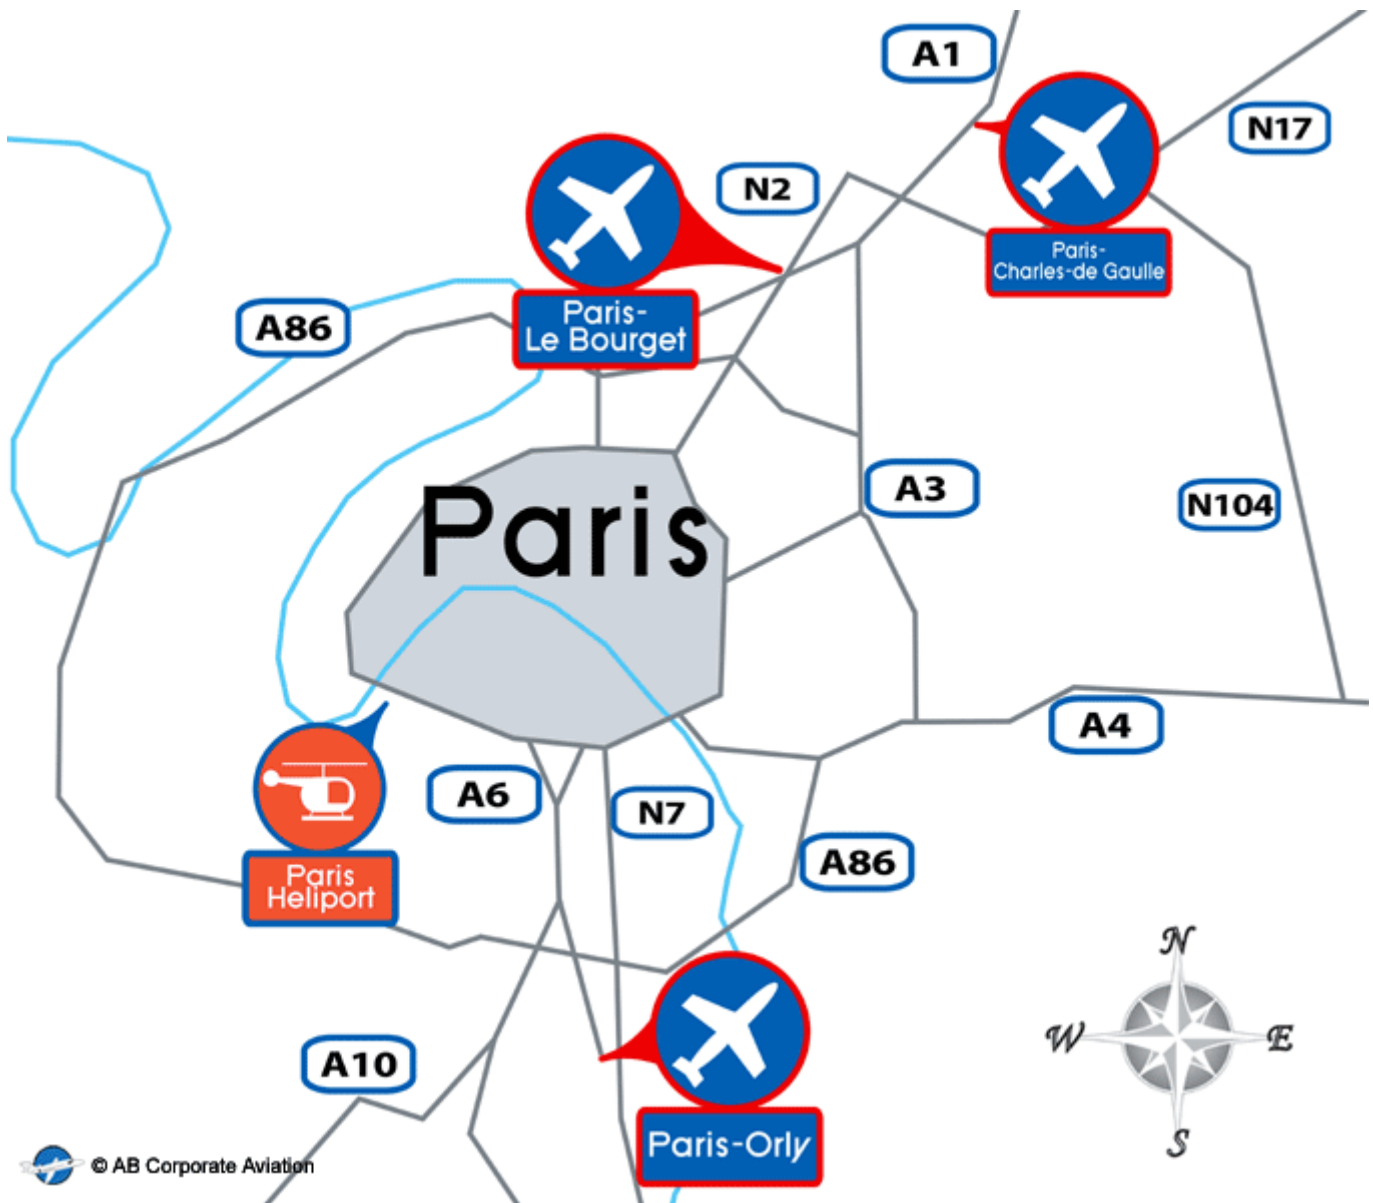 A1
N17
N2
Paris-
Charles-de Gaulle
Paris-
Le Bourget
A86
Paris
A3
N104
A4
A6
N7
A86
Paris
Heliport
N
W
E
S
A10
Paris-Orly
© AB Corporate Aviation